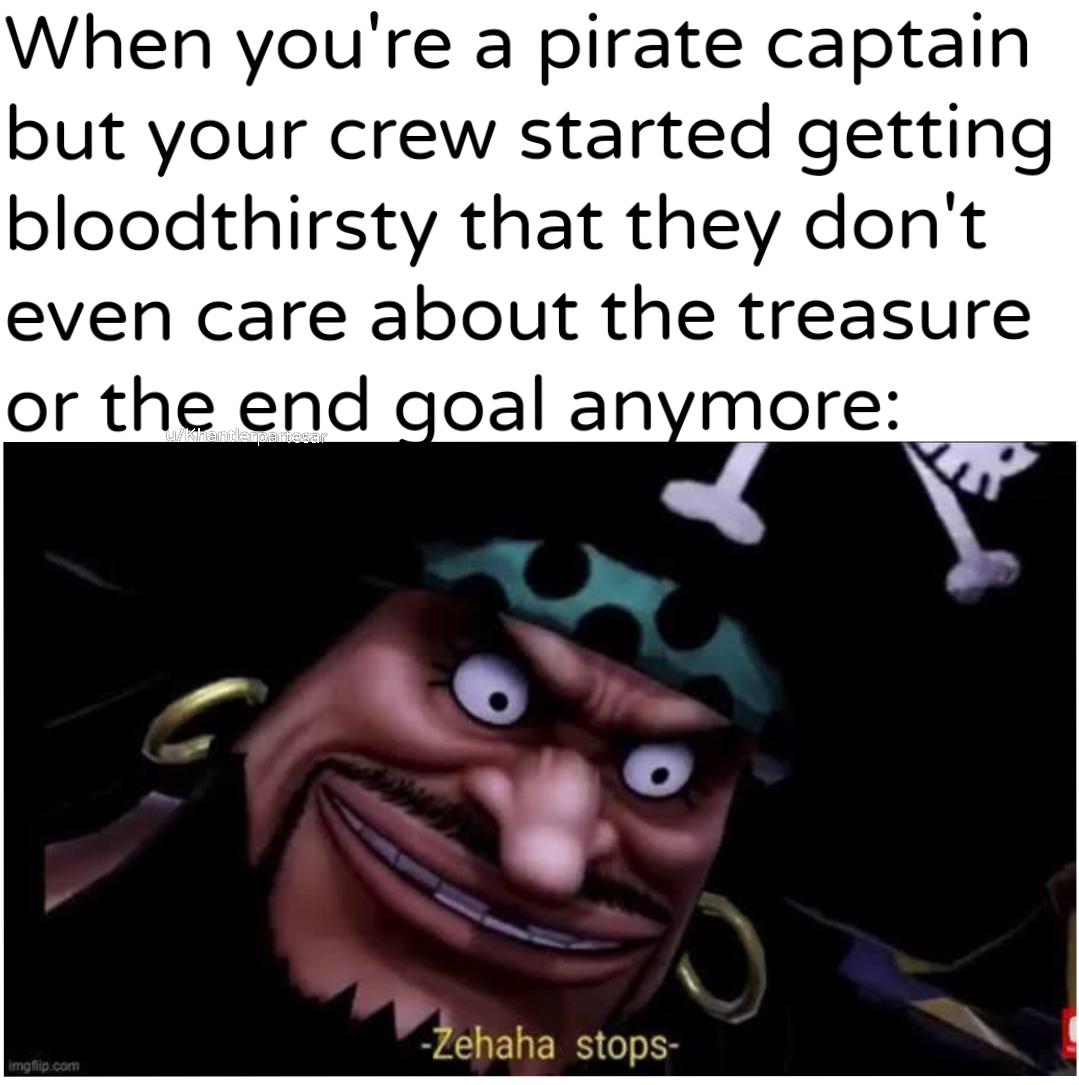 When you're a pirate captain
but your crew started getting
bloodthirsty that they don't
even care about the treasure
or the end goal anymore:
u/Khantlerpartesar
-Zehaha stops-
imgflip.com